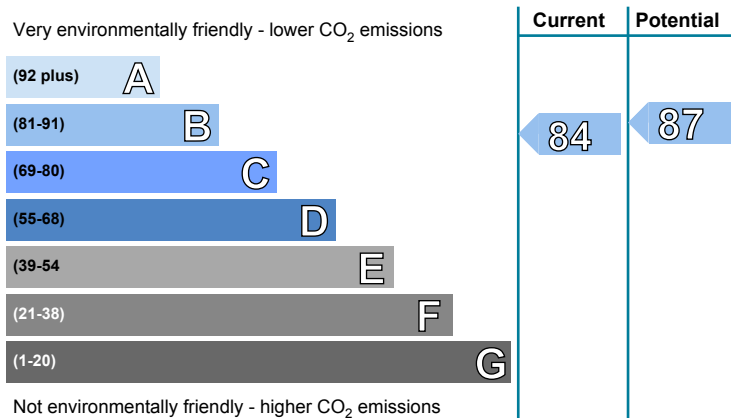 Very environmentally friendly - lower CO2 emissions
Current
Potential
(92 plus) A
(81-91) B
(69-80) C
(55-68) D
(39-54 E
(21-38) F
(1-20) G
84
87
Not environmentally friendly - higher CO2 emissions